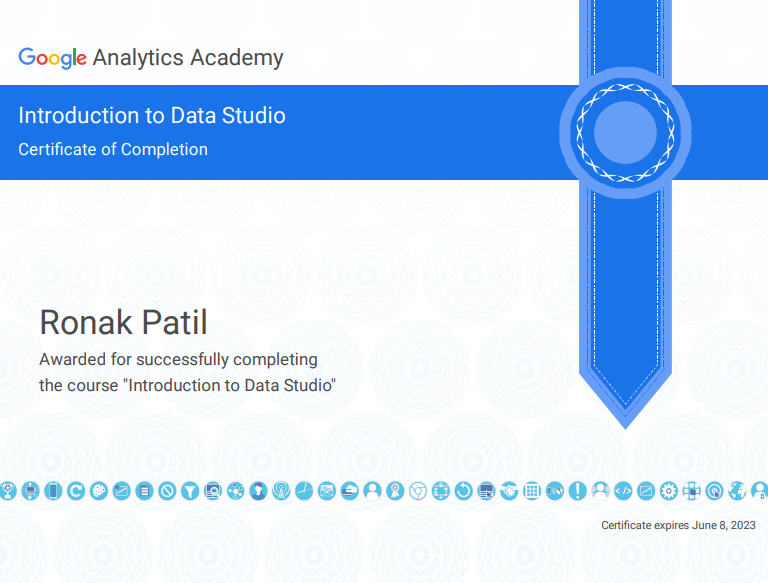 Google Analytics Academy
Introduction to Data Studio
Certificate of Completion
Ronak Patil
Awarded for successfully completing
the course "Introduction to Data Studio"
Certificate expires June 8, 2023